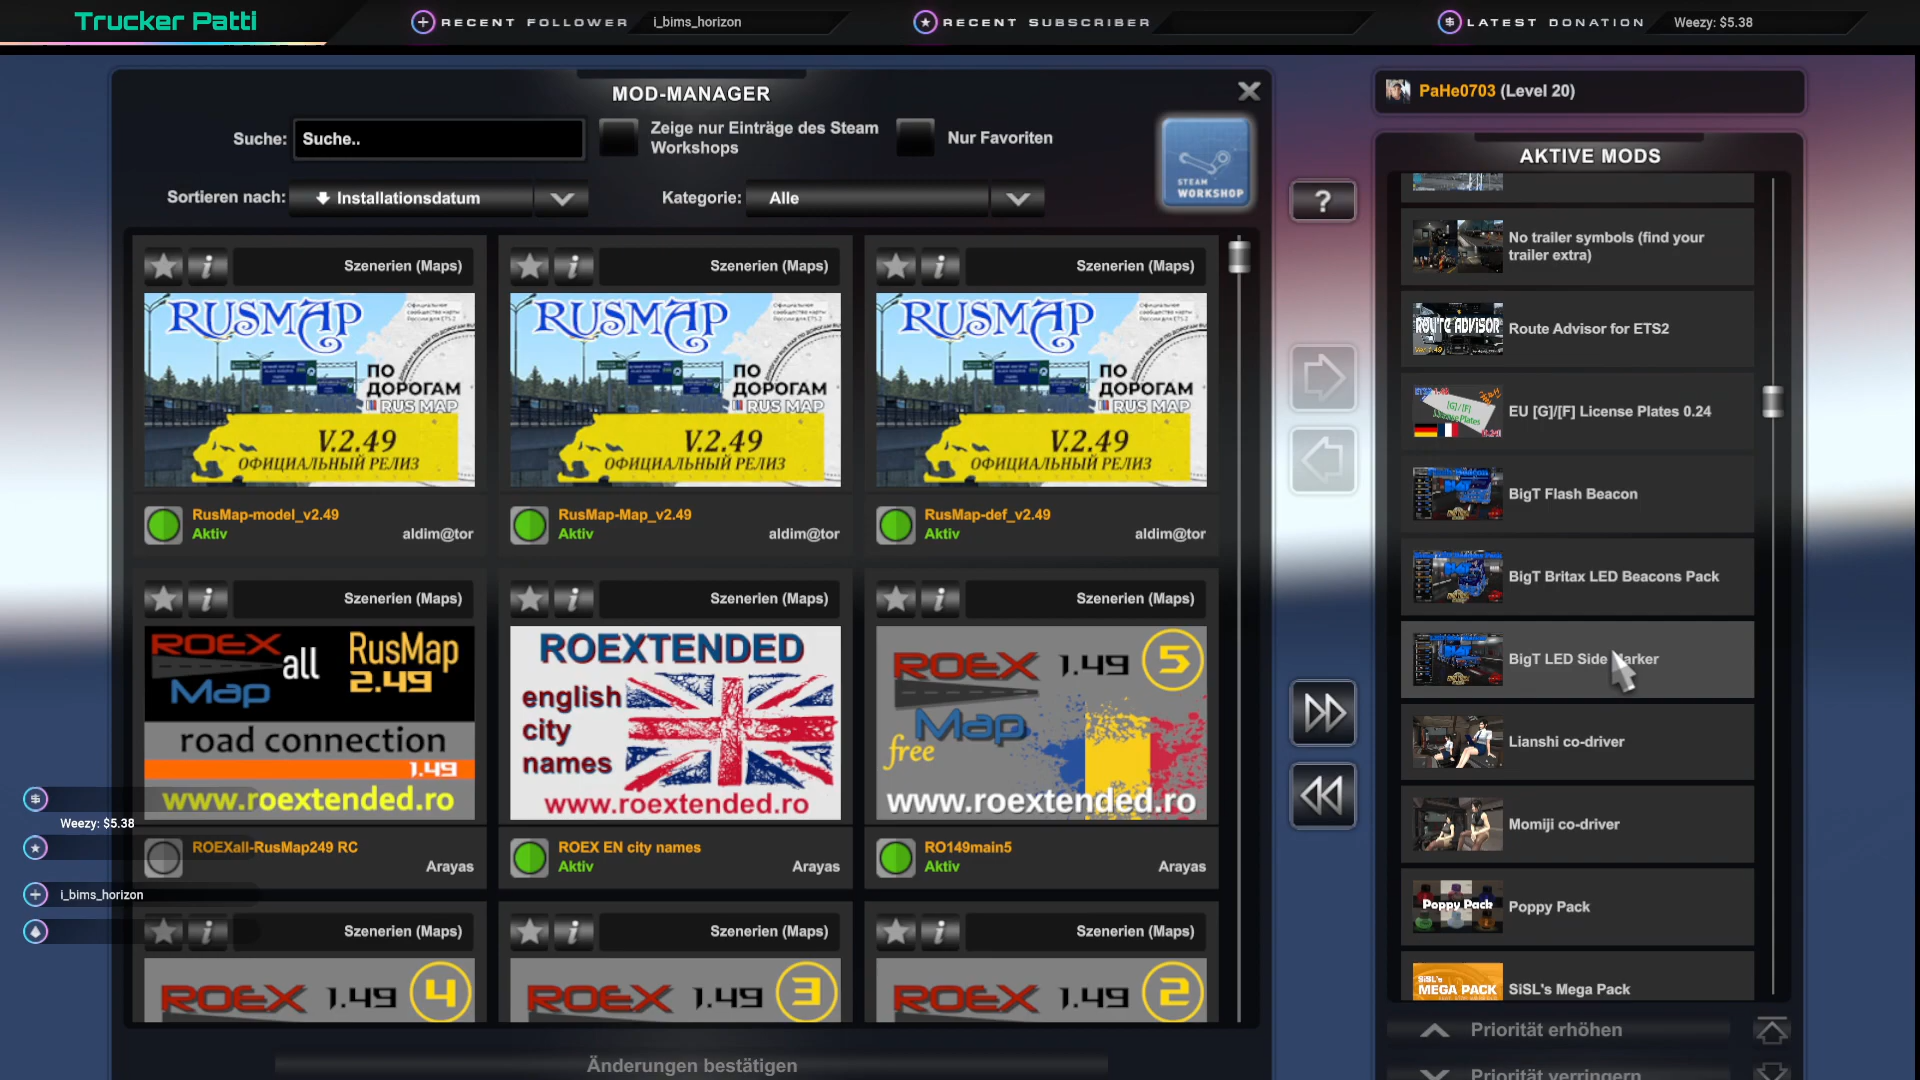 Trucker Patti
RECENT FOLLOWER
i_bims_horizon
RECENT SUBSCRIBER
LATEST DONATION
Weezy: $5.38
MOD-MANAGER
Suche:
Suche..
Zeige nur Einträge des Steam
Workshops
Nur Favoriten
STEAM
WORKSHOP
Sortieren nach:
Installationsdatum
Kategorie:
Alle
Szenerien (Maps)
RUSMAP
ПО
ДОРОГАМ
RUS MAP
V.2.49
ОФИЦИАЛЬНЫЙ РЕЛИЗ
RusMap-model_v2.49
Aktiv
aldim@tor
Szenerien (Maps)
RUSMAP
ПО
ДОРОГАМ
RUS MAP
V.2.49
ОФИЦИАЛЬНЫЙ РЕЛИЗ
RusMap-Map_v2.49
Aktiv
aldim@tor
Szenerien (Maps)
RUSMAP
ПО
ДОРОГАМ
RUS MAP
V.2.49
ОФИЦИАЛЬНЫЙ РЕЛИЗ
RusMap-def_v2.49
Aktiv
aldim@tor
Szenerien (Maps)
ROEX
Map
all
RusMap
2.49
road connection
1.49
www.roextended.ro
ROEXall-RusMap249 RC
Arayas
Szenerien (Maps)
ROEXTENDED
english
city
names
www.roextended.ro
ROEX EN city names
Aktiv
Arayas
Szenerien (Maps)
ROEX 1.49 5
Map
free
www.roextended.ro
RO149main5
Aktiv
Arayas
Szenerien (Maps)
ROEX 1.49 4
Szenerien (Maps)
ROEX 1.49 3
Szenerien (Maps)
ROEX 1.49 2
Änderungen bestätigen
Weezy: $5.38
i_bims_horizon
?
PaHe0703 (Level 20)
AKTIVE MODS
No trailer symbols (find your
trailer extra)
ROUTE ADVISOR
Route Advisor for ETS2
[G]/[F]
License Plates
EU [G]/[F] License Plates 0.24
BigT Flash Beacon
BigT Britax LED Beacons Pack
BigT LED Side Marker
Lianshi co-driver
Momiji co-driver
Poppy Pack
Poppy Pack
SiSL's
MEGA PACK
SiSL's Mega Pack
Priorität erhöhen
Priorität verringern